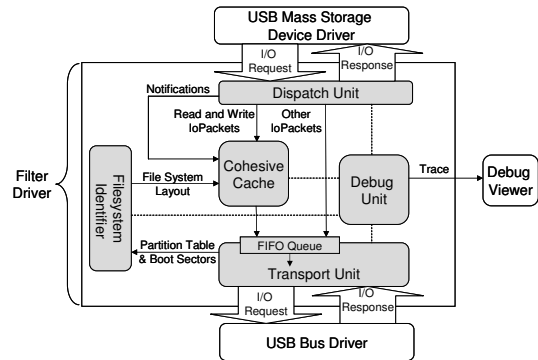 USB Mass Storage
Device Driver
I/O
Request
I/O
Response
Notifications
Dispatch Unit
Read and Write
IoPackets
Other
IoPackets
Filter
Driver
Filesystem
Identifier
File System
Layout
Cohesive
Cache
Debug
Unit
Trace
Debug
Viewer
Partition Table
& Boot Sectors
FIFO Queue
Transport Unit
I/O
Request
I/O
Response
USB Bus Driver